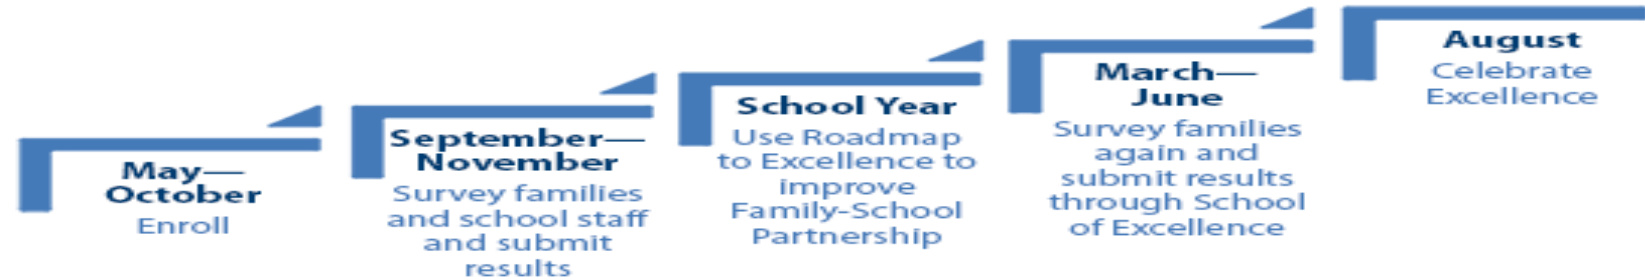 May—
October
Enroll
September—
November
Survey families
and school staff
and submit
results
School Year
Use Roadmap
to Excellence to
improve
Family-School
Partnership
March—
June
Survey families
again and
submit results
through School
of Excellence
August
Celebrate
Excellence